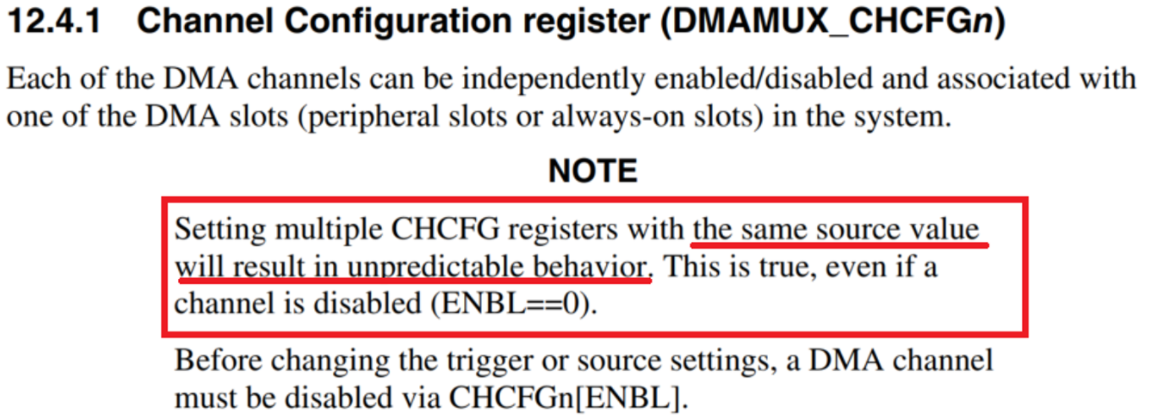 12.4.1 Channel Configuration register (DMAMUX_CHCFGn)
Each of the DMA channels can be independently enabled/disabled and associated with
one of the DMA slots (peripheral slots or always-on slots) in the system.
NOTE
Setting multiple CHCFG registers with the same source value
will result in unpredictable behavior. This is true, even if a
channel is disabled (ENBL==0).
Before changing the trigger or source settings, a DMA channel
must be disabled via CHCFGn[ENBL].